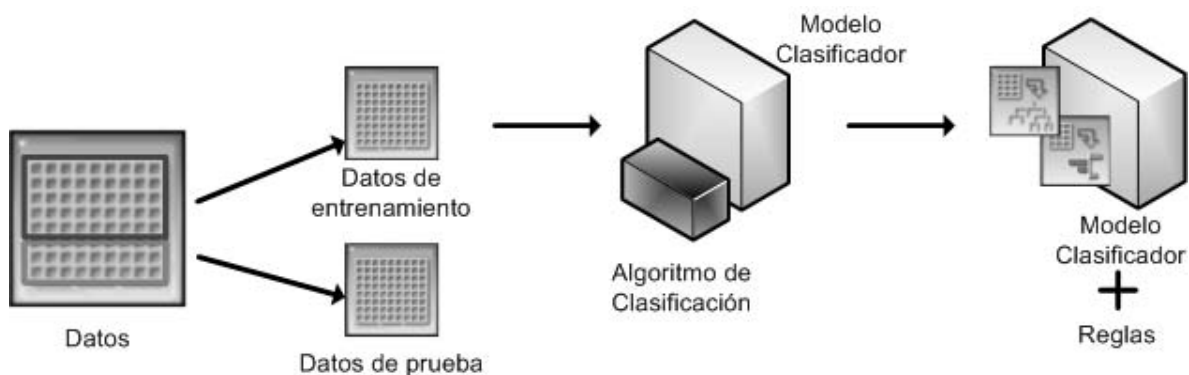 Datos
Datos de
entrenamiento
Datos de prueba
Modelo
Clasificador
Algoritmo de
Clasificación
Modelo
Clasificador
+
Reglas